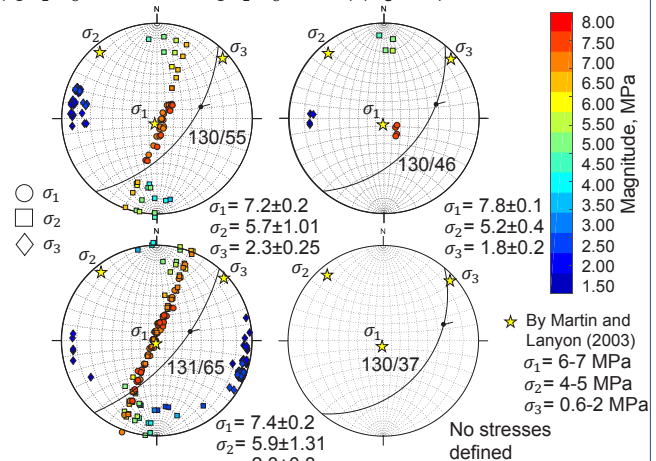 N
σ₂
σ₃
σ₁
130/55
N
σ₂
σ₃
σ₁
130/46
σ₁
σ₂
σ₃
σ₁= 7.2±0.2
σ₂= 5.7±1.01
σ₃= 2.3±0.25
σ₁= 7.8±0.1
σ₂= 5.2±0.4
σ₃= 1.8±0.2
8.00
7.50
7.00
6.50
6.00
5.50
5.00
4.50
4.00
3.50
3.00
2.50
2.00
1.50
Magnitude, MPa
N
σ₂
σ₃
σ₁
131/65
N
σ₂
σ₃
σ₁
130/37
σ₁= 7.4±0.2
σ₂= 5.9±1.31
By Martin and
Lanyon (2003)
σ₁= 6-7 MPa
σ₂= 4-5 MPa
σ₃= 0.6-2 MPa
No stresses
defined